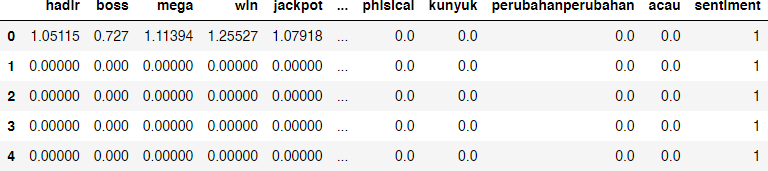 hadir boss mega win jackpot ... phisical kunyuk perubahanperubahan acau sentiment
0 1.05115 0.727 1.11394 1.25527 1.07918 ... 0.0 0.0 0.0 0.0 1
1 0.00000 0.000 0.00000 0.00000 0.00000 ... 0.0 0.0 0.0 0.0 1
2 0.00000 0.000 0.00000 0.00000 0.00000 ... 0.0 0.0 0.0 0.0 1
3 0.00000 0.000 0.00000 0.00000 0.00000 ... 0.0 0.0 0.0 0.0 1
4 0.00000 0.000 0.00000 0.00000 0.00000 ... 0.0 0.0 0.0 0.0 1